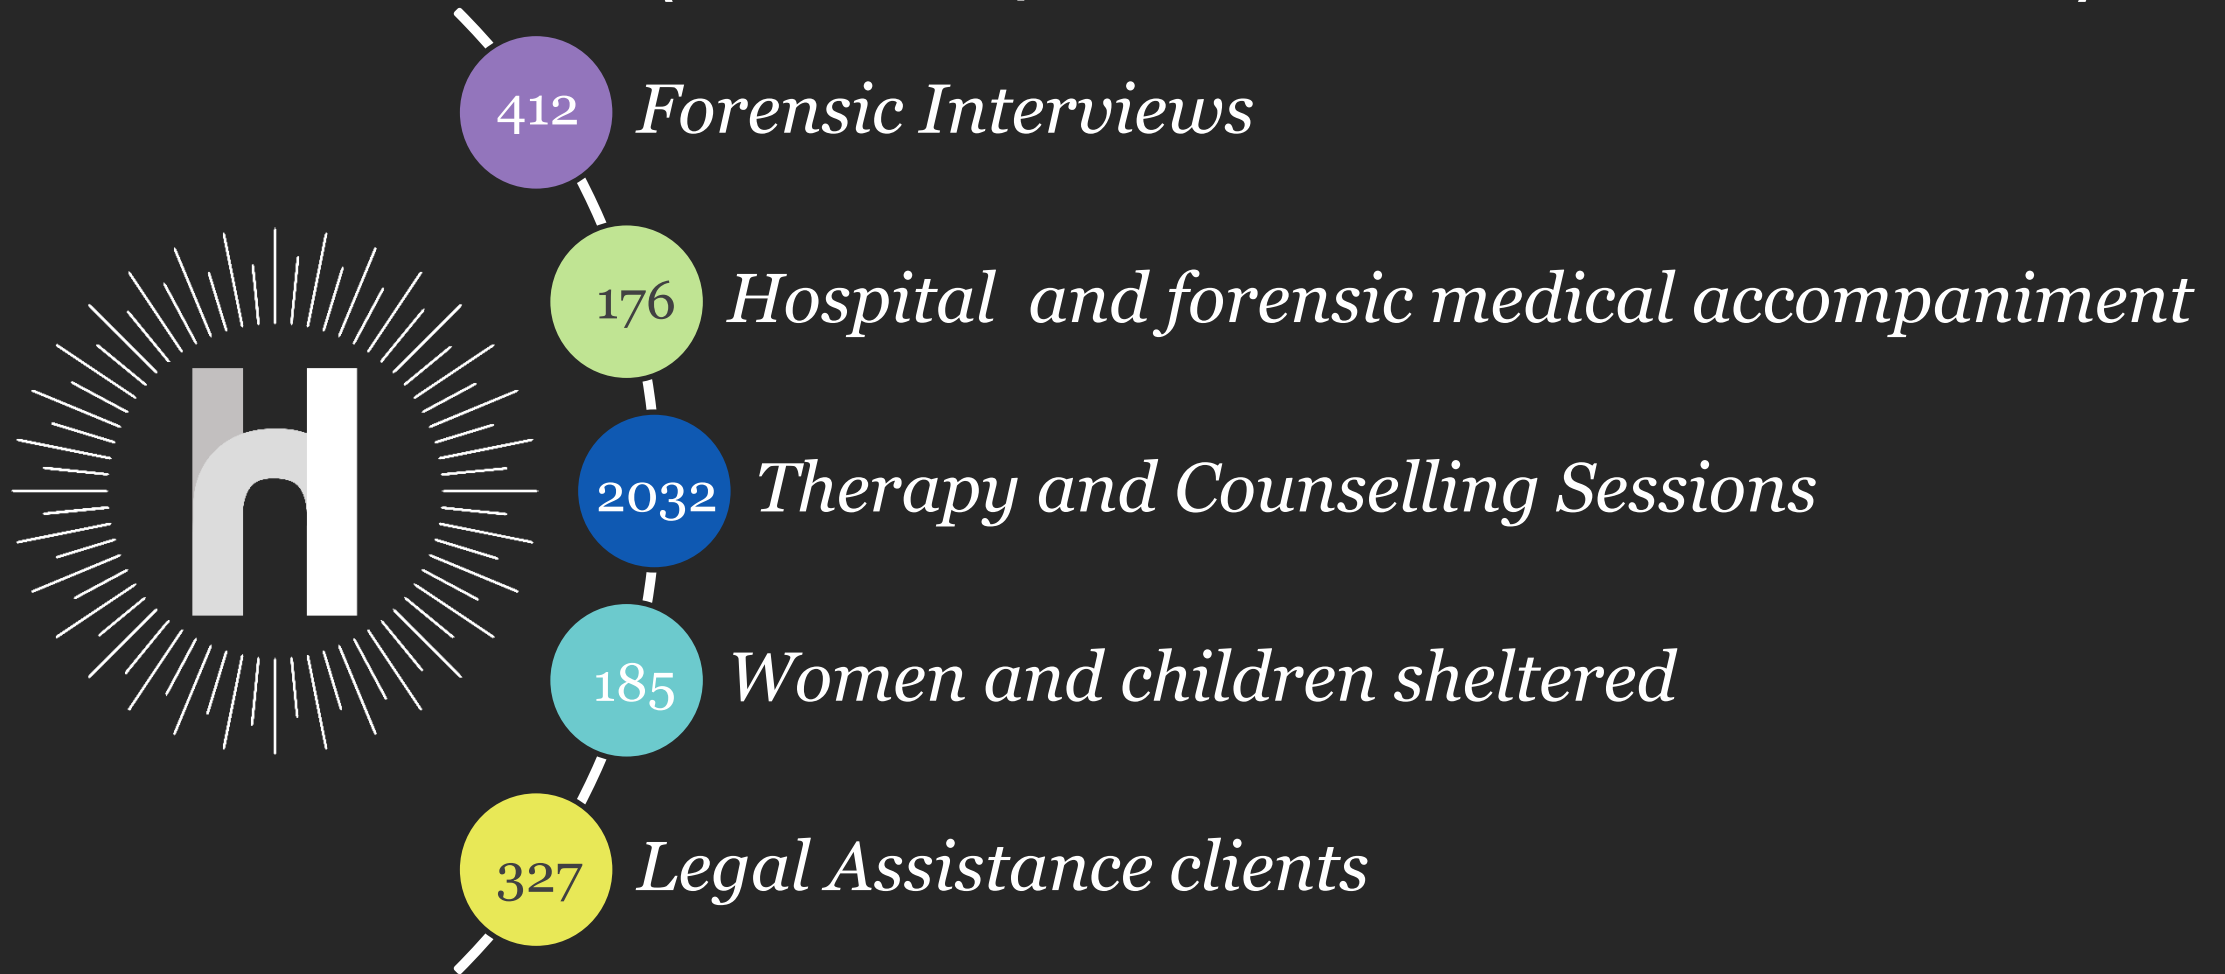 412 Forensic Interviews
176 Hospital and forensic medical accompaniment
2032 Therapy and Counselling Sessions
185 Women and children sheltered
327 Legal Assistance clients